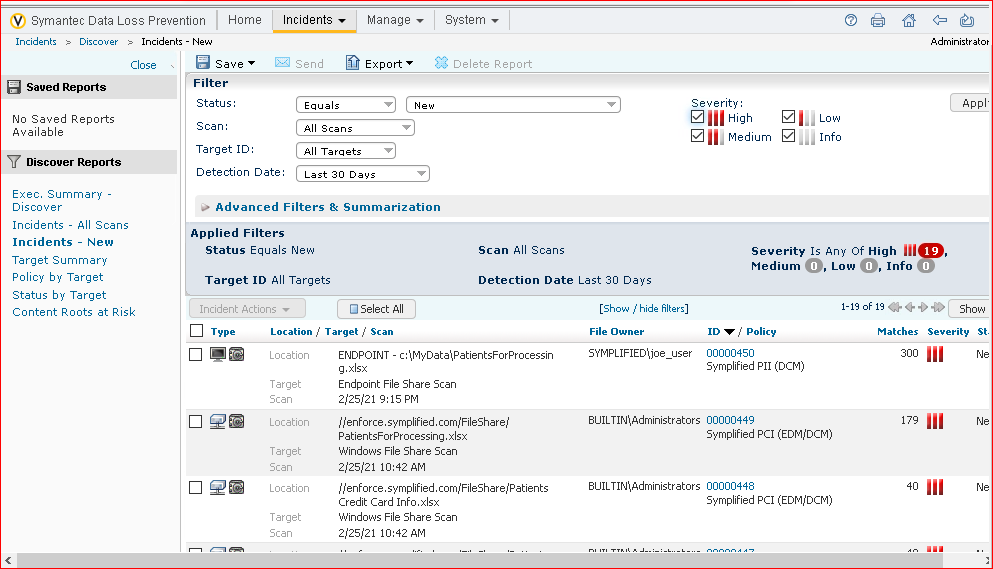 Symantec Data Loss Prevention Home Incidents Manage System
Incidents > Discover > Incidents - New Administrator
Close
Saved Reports
No Saved Reports
Available
Discover Reports
Exec. Summary -
Discover
Incidents - All Scans
Incidents - New
Target Summary
Policy by Target
Status by Target
Content Roots at Risk
Save Send Export Delete Report
Filter
Status: Equals New
Scan: All Scans
Target ID: All Targets
Detection Date: Last 30 Days
Severity:
High Low
Medium Info
Appl
Advanced Filters & Summarization
Applied Filters
Status Equals New Scan All Scans Severity Is Any Of High 19 ,
Medium 0 , Low 0 , Info 0
Target ID All Targets Detection Date Last 30 Days
Incident Actions Select All [Show / hide filters] 1-19 of 19 Show
Type Location / Target / Scan File Owner ID / Policy Matches Severity Status
Location ENDPOINT - c:\MyData\PatientsForProcessin SYMPLIFIED\joe_user 00000450 300 Ne
g.xlsx Symplified PII (DCM)
Target Endpoint File Share Scan
Scan 2/25/21 9:15 PM
Location //enforce.symplified.com/FileShare/ BUILTIN\Administrators 00000449 179 Ne
PatientsForProcessing.xlsx Symplified PCI (EDM/DCM)
Target Windows File Share Scan
Scan 2/25/21 10:42 AM
Location //enforce.symplified.com/FileShare/Patients BUILTIN\Administrators 00000448 40 Ne
Credit Card Info.xlsx Symplified PCI (EDM/DCM)
Target Windows File Share Scan
Scan 2/25/21 10:42 AM